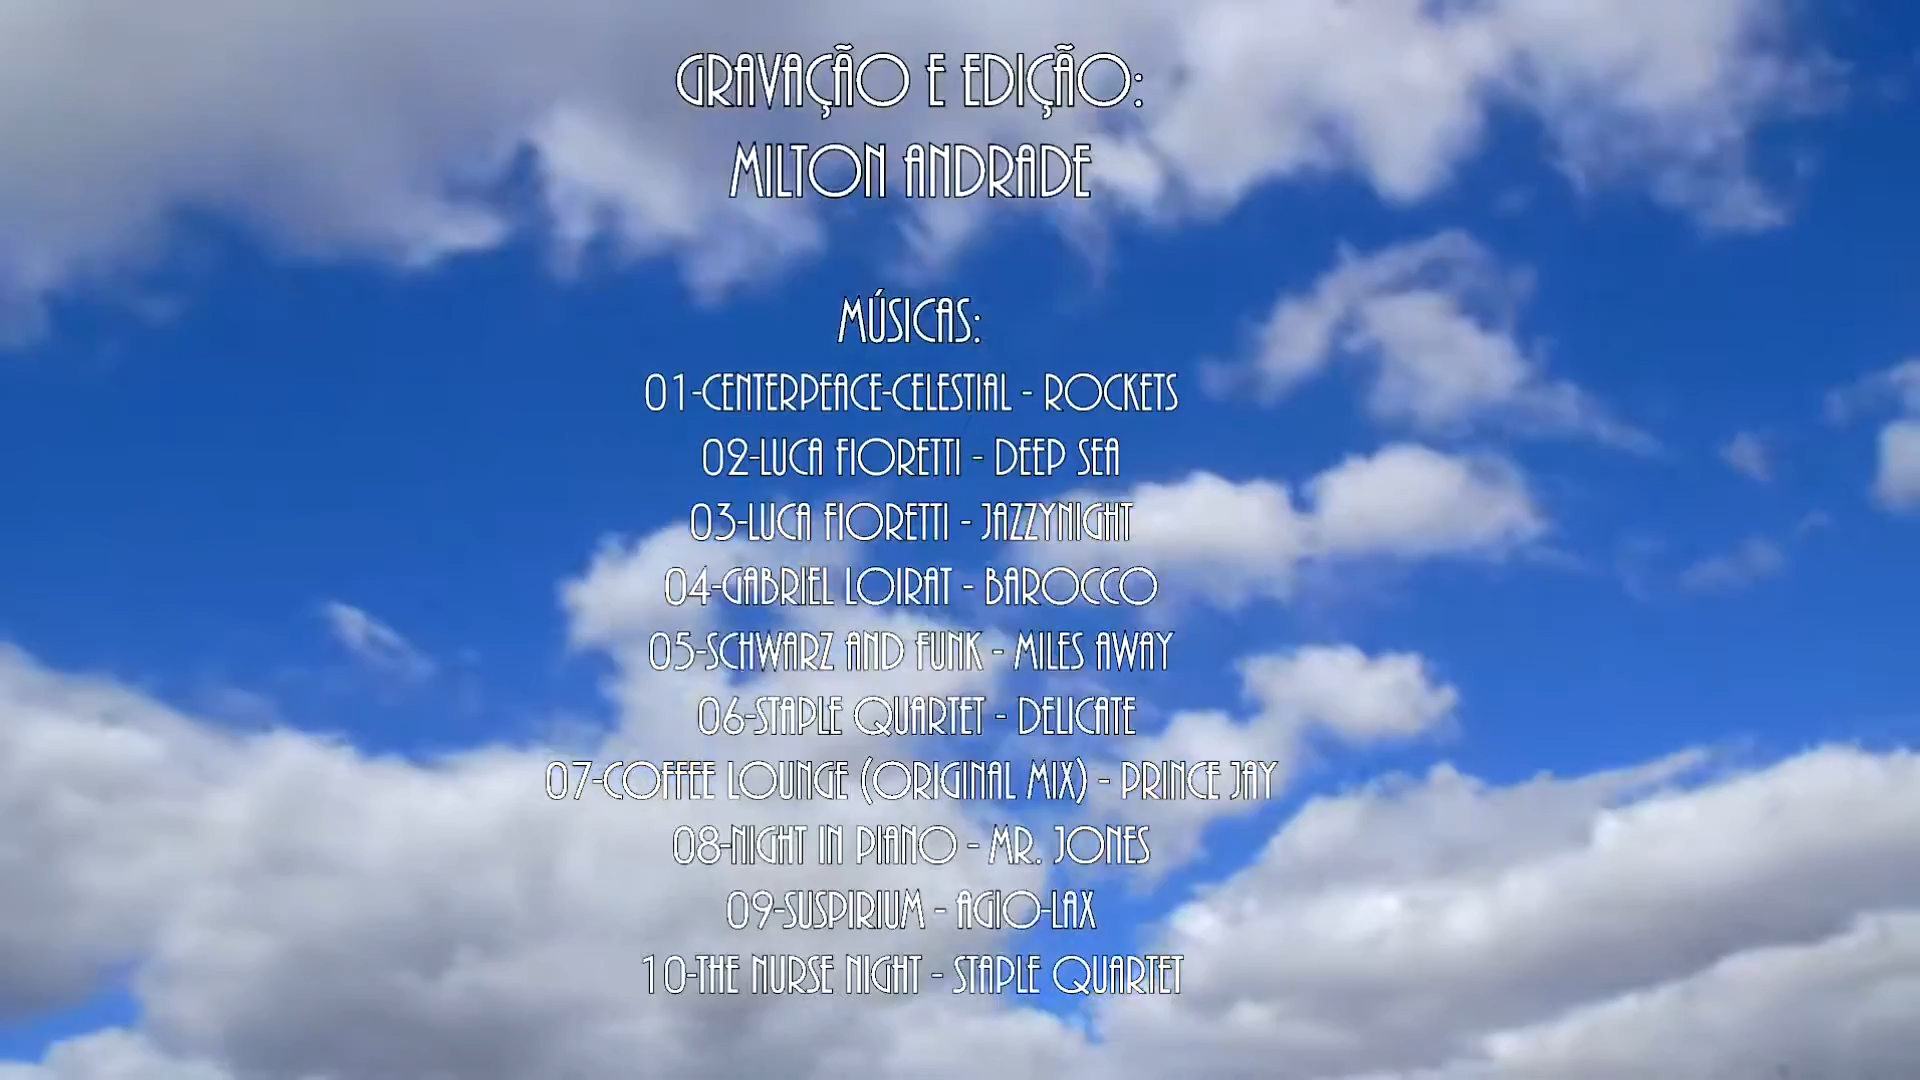 GRAVAÇÃO E EDIÇÃO:
MILTON ANDRADE
MÚSICAS:
01-CENTERPEACE-CELESTIAL - ROCKETS
02-LUCA FIORETTI - DEEP SEA
03-LUCA FIORETTI - JAZZYNIGHT
04-GABRIEL LOIRAT - BAROCCO
05-SCHWARZ AND FUNK - MILES AWAY
06-STAPLE QUARTET - DELICATE
07-COFFEE LOUNGE (ORIGINAL MIX) - PRINCE JAY
08-NIGHT IN PIANO - MR. JONES
09-SUSPIRIUM - AGIO-LAX
10-THE NURSE NIGHT - STAPLE QUARTET